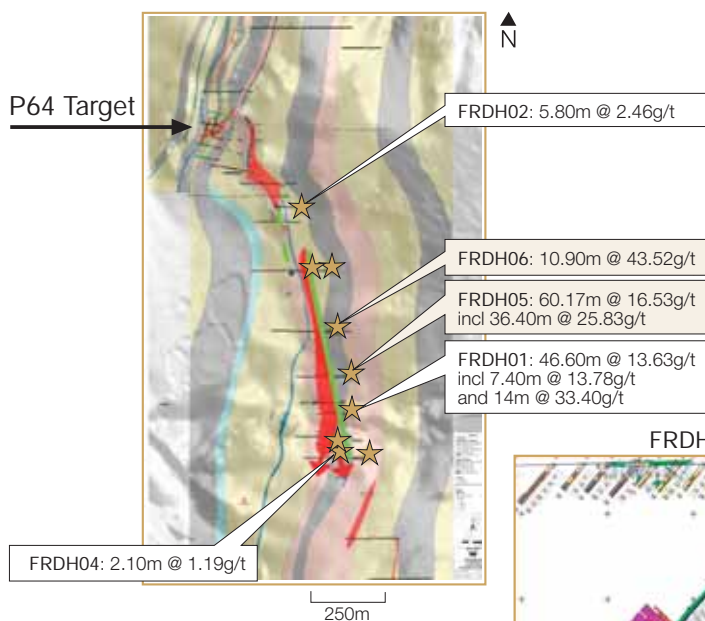 N
P64 Target
FRDH02: 5.80m @ 2.46g/t
FRDH06: 10.90m @ 43.52g/t
FRDH05: 60.17m @ 16.53g/t
incl 36.40m @ 25.83g/t
FRDH01: 46.60m @ 13.63g/t
incl 7.40m @ 13.78g/t
and 14m @ 33.40g/t
FRDH
FRDH04: 2.10m @ 1.19g/t
250m